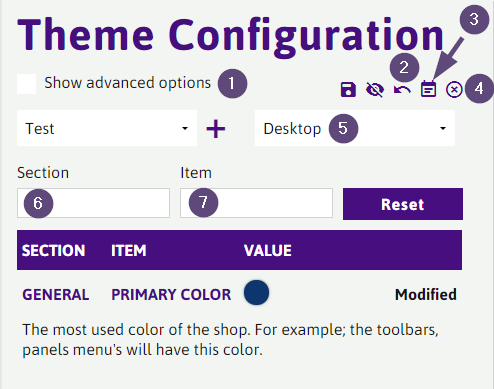 Theme Configuration
3
Show advanced options 1
2
4
Test
Desktop 5
Section Item
6 7 Reset
SECTION ITEM VALUE
GENERAL PRIMARY COLOR Modified
The most used color of the shop. For example; the toolbars,
panels menu's will have this color.